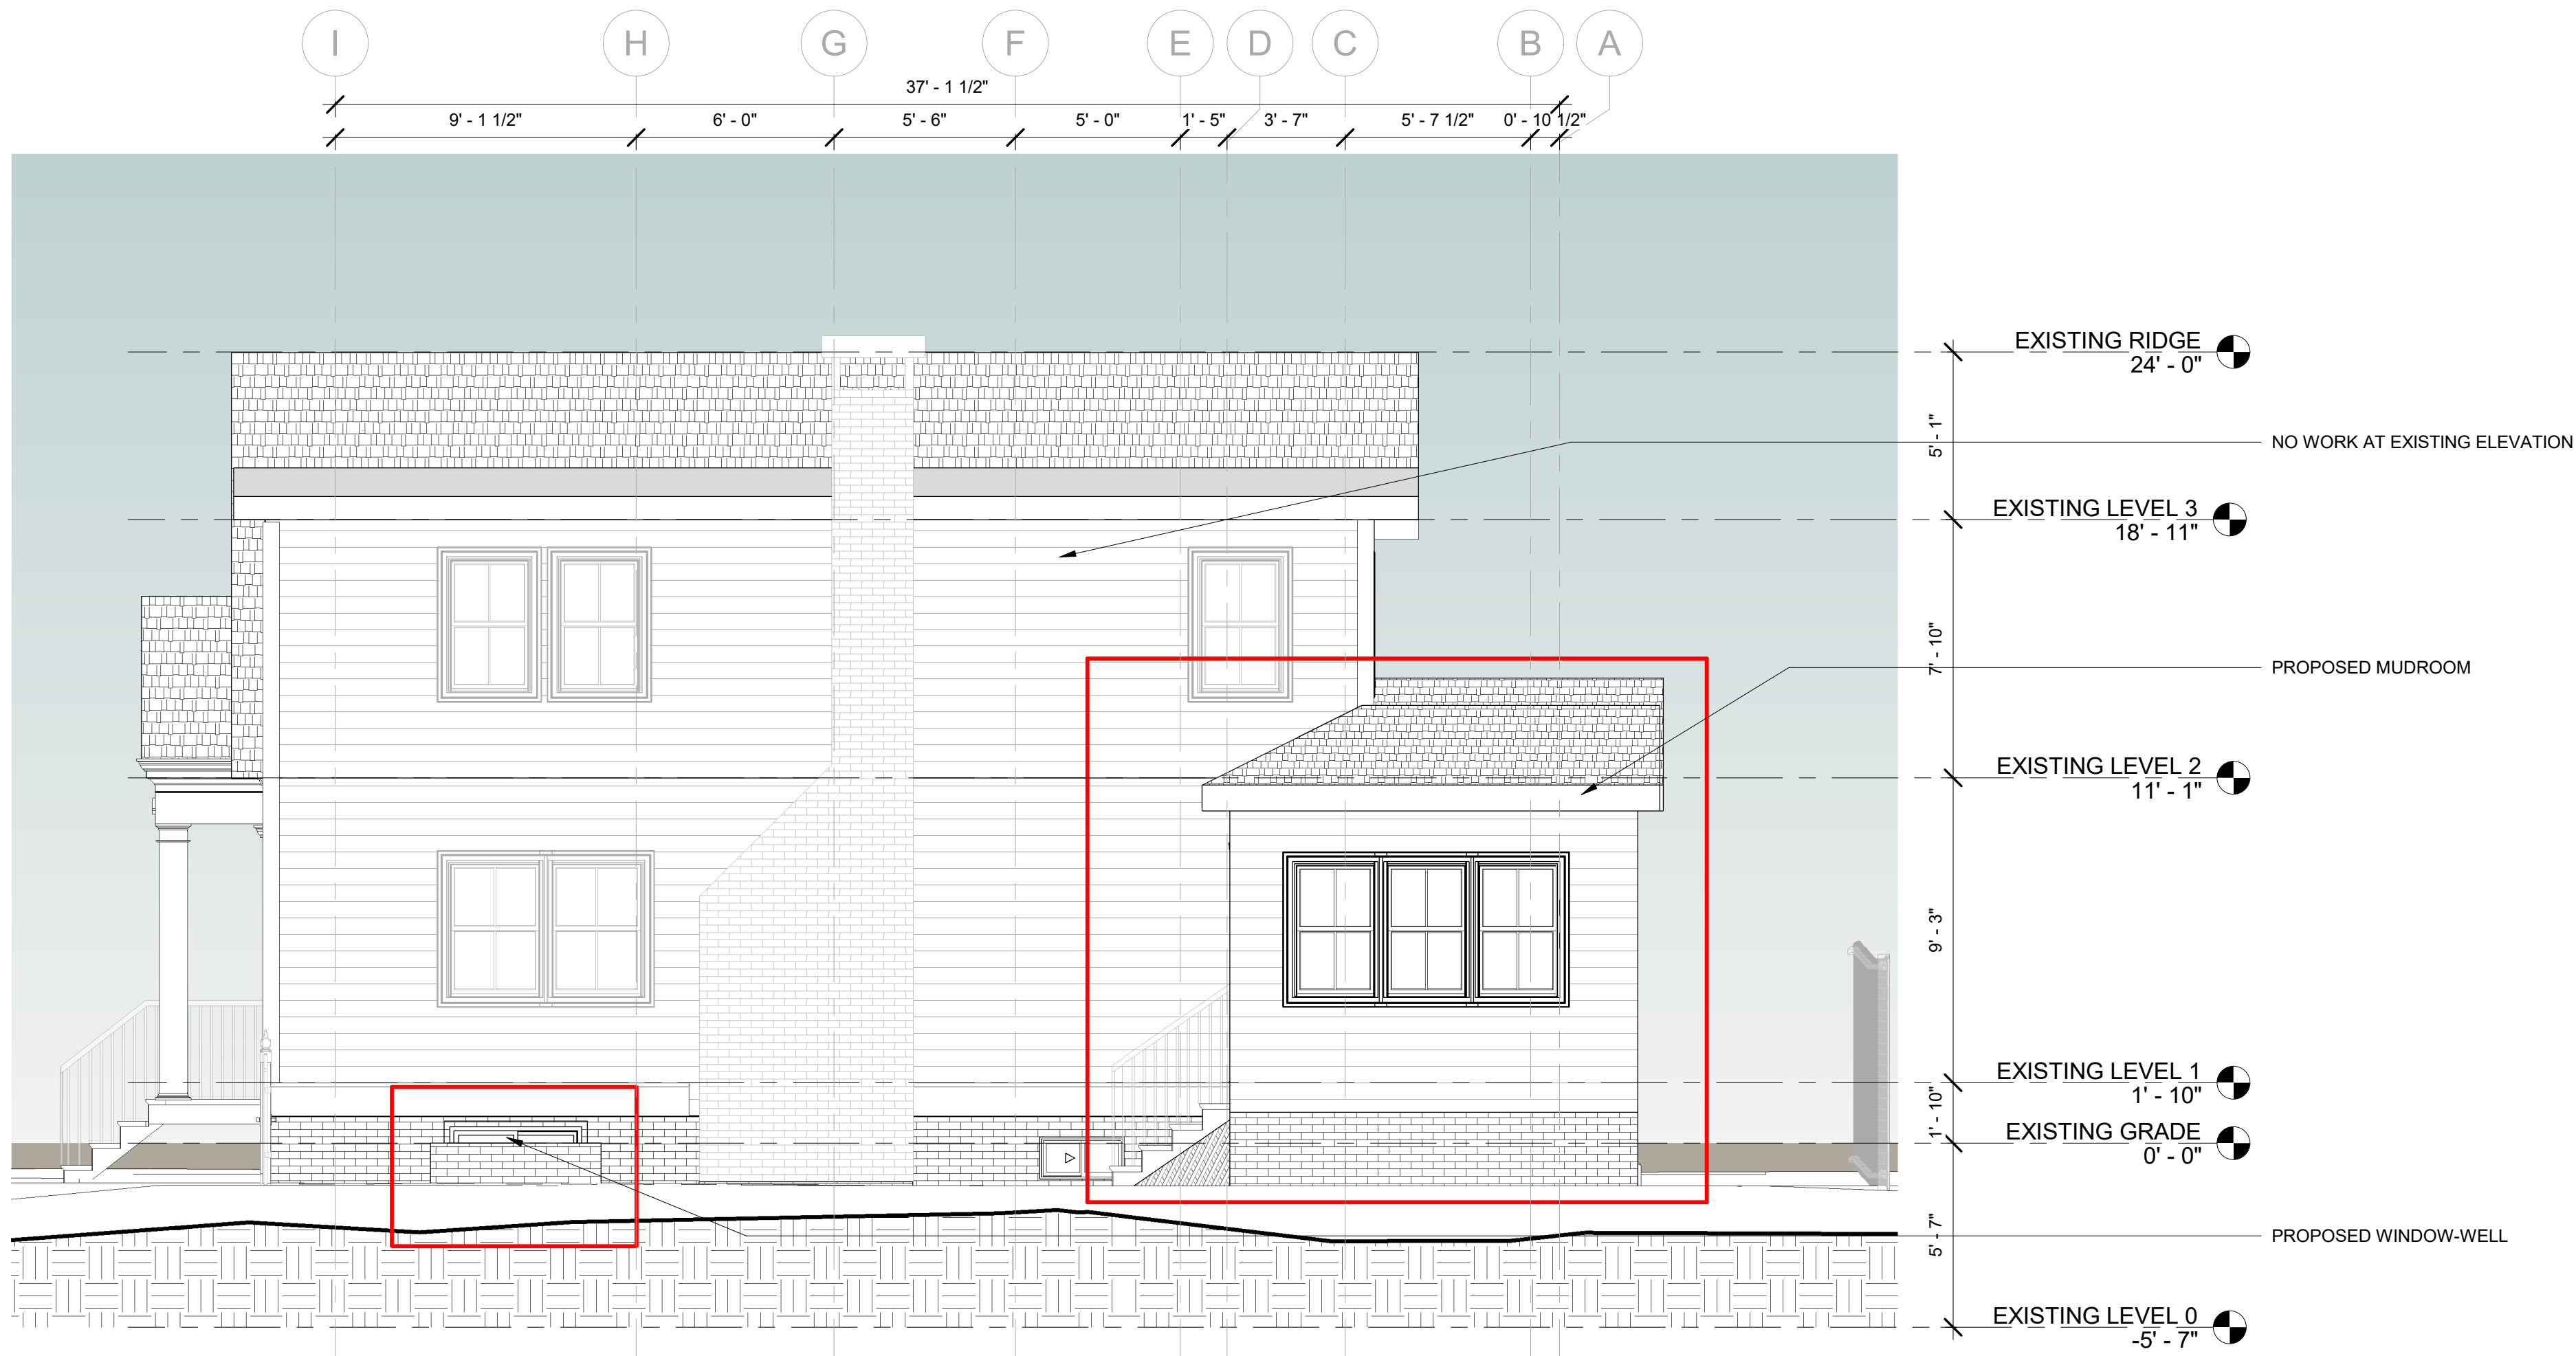 I H G F E D C B A
37' - 1 1/2"
9' - 1 1/2" 6' - 0" 5' - 6" 5' - 0" 1' - 5" 3' - 7" 5' - 7 1/2" 0' - 10 1/2"
EXISTING RIDGE
24' - 0"
5' - 1"
NO WORK AT EXISTING ELEVATION
EXISTING LEVEL 3
18' - 11"
7' - 10"
PROPOSED MUDROOM
EXISTING LEVEL 2
11' - 1"
9' - 3"
EXISTING LEVEL 1
1' - 10"
1' - 10"
EXISTING GRADE
0' - 0"
5' - 7"
PROPOSED WINDOW-WELL
EXISTING LEVEL 0
-5' - 7"